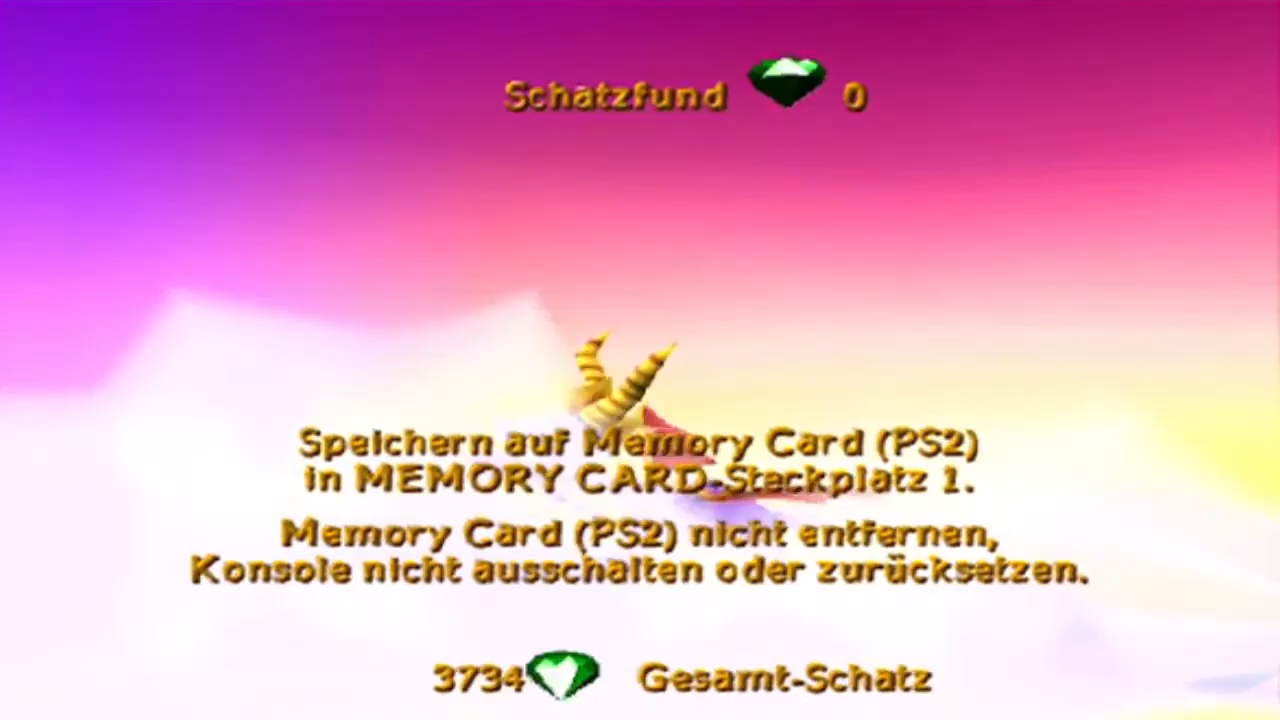 Schatzfund 0
Speichern auf Memory Card (PS2)
in MEMORY CARD-Steckplatz 1.
Memory Card (PS2) nicht entfernen,
Konsole nicht ausschalten oder zurücksetzen.
3734 Gesamt-Schatz